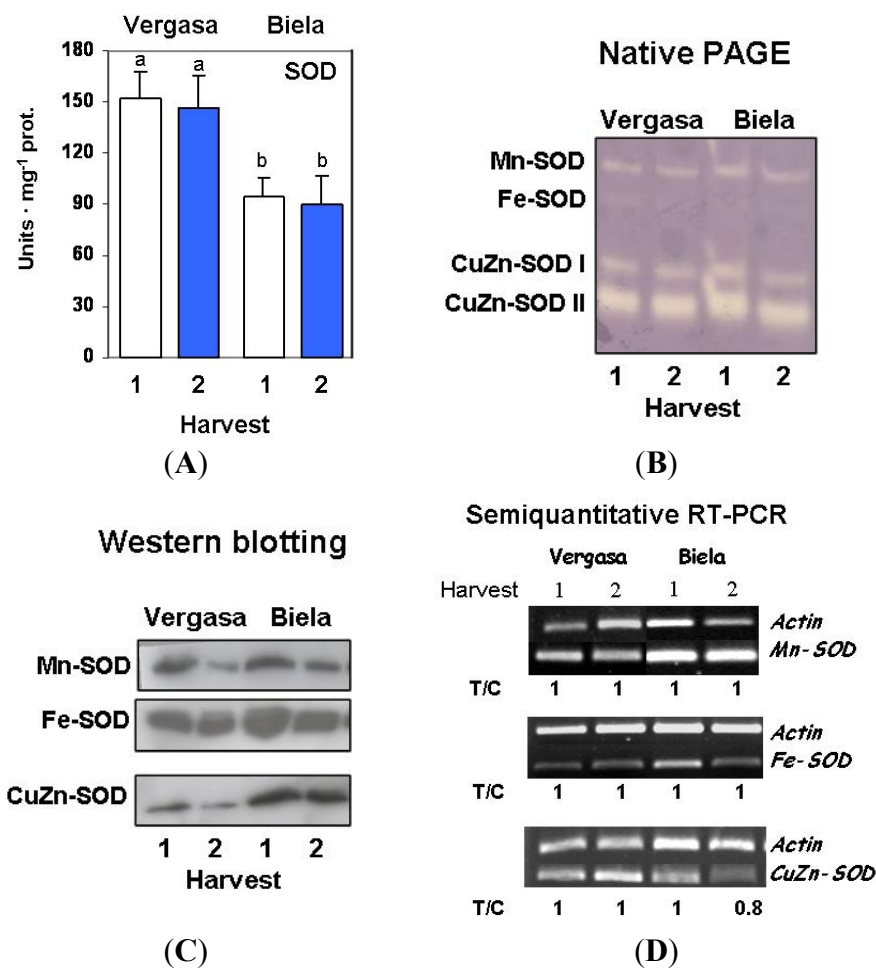 Vergasa Biela
SOD
a a b b
180
150
120
90
60
30
0
Units · mg⁻¹ prot.
1 2 1 2
Harvest
(A)
Native PAGE
Vergasa Biela
Mn-SOD
Fe-SOD
CuZn-SOD I
CuZn-SOD II
1 2 1 2
Harvest
(B)
Western blotting
Vergasa Biela
Mn-SOD
Fe-SOD
CuZn-SOD
1 2 1 2
Harvest
(C)
Semiquantitative RT-PCR
Vergasa Biela
Harvest 1 2 1 2
Actin
Mn-SOD
T/C 1 1 1 1
Actin
Fe-SOD
T/C 1 1 1 1
Actin
CuZn-SOD
T/C 1 1 1 0.8
(D)